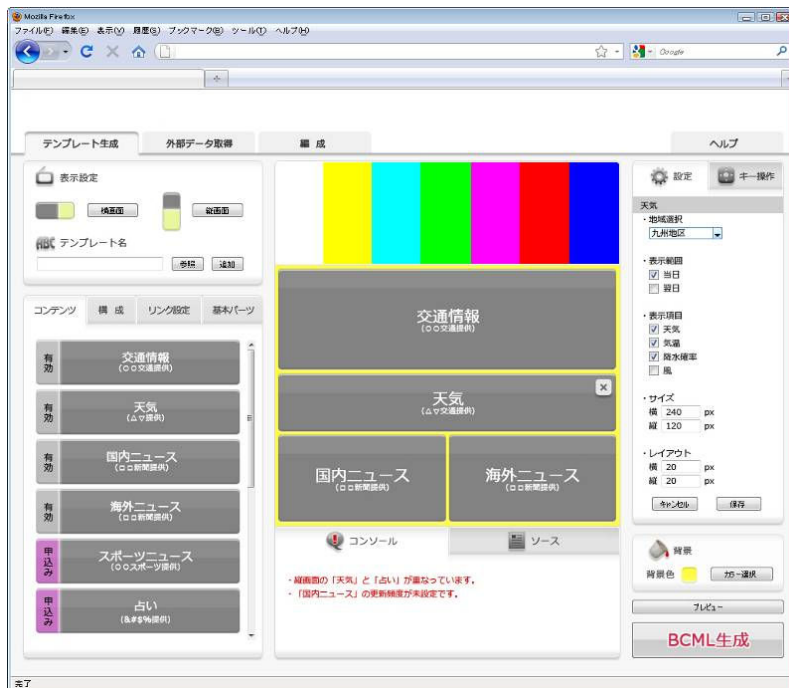 Mozilla Firefox
ファイル(F) 編集(E) 表示(V) 履歴(S) ブックマーク(B) ツール(T) ヘルプ(H)
Google
テンプレート生成 外部データ取得 編 成 ヘルプ
表示設定
横画面 縦画面
ABC テンプレート名
参照 追加
コンテンツ 構 成 リンク設定 基本パーツ
有効 交通情報
(○○交通提供)
有効 天気
(△▽提供)
有効 国内ニュース
(□□新聞提供)
有効 海外ニュース
(□□新聞提供)
申込み スポーツニュース
(○○スポーツ提供)
申込み 占い
(&#$%提供)
交通情報
(○○交通提供)
天気
(△▽交通提供)
国内ニュース
(□□新聞提供)
海外ニュース
(□□新聞提供)
コンソール ソース
・縦画面の「天気」と「占い」が重なっています。
・「国内ニュース」の更新頻度が未設定です。
設定 キー操作
天気
・地域選択
九州地区
・表示範囲
当日
翌日
・表示項目
天気
気温
降水確率
風
・サイズ
横 240 px
縦 120 px
・レイアウト
横 20 px
縦 20 px
キャンセル 保存
背景
背景色 カラー選択
プレビュー
BCML生成
完了